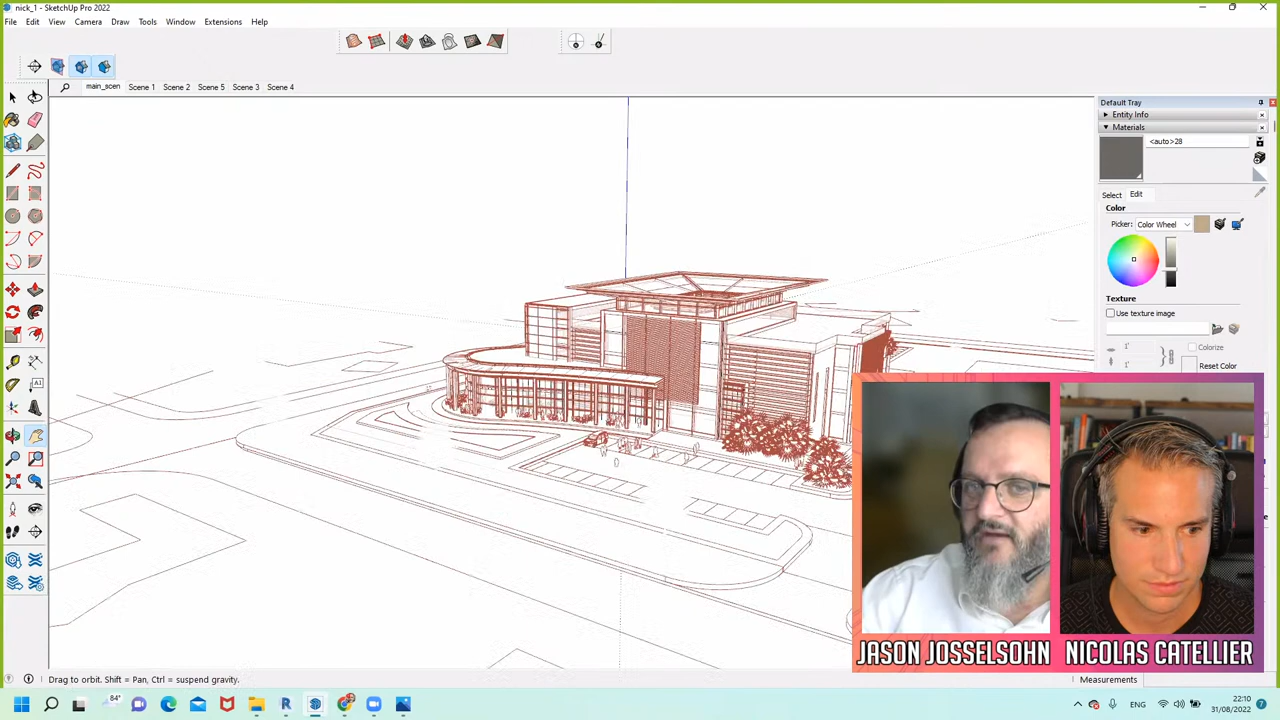 nick_1 - SketchUp Pro 2022
File Edit View Camera Draw Tools Window Extensions Help
main_scen Scene 1 Scene 2 Scene 5 Scene 3 Scene 4
Default Tray
Entity Info
Materials
<auto>28
Select Edit
Color
Picker: Color Wheel
Texture
Use texture image
1'
Colorize
1'
Reset Color
JASON JOSSELSOHN
NICOLAS CATELLIER
Drag to orbit. Shift = Pan, Ctrl = suspend gravity.
Measurements
84°
ENG
22:10
31/08/2022